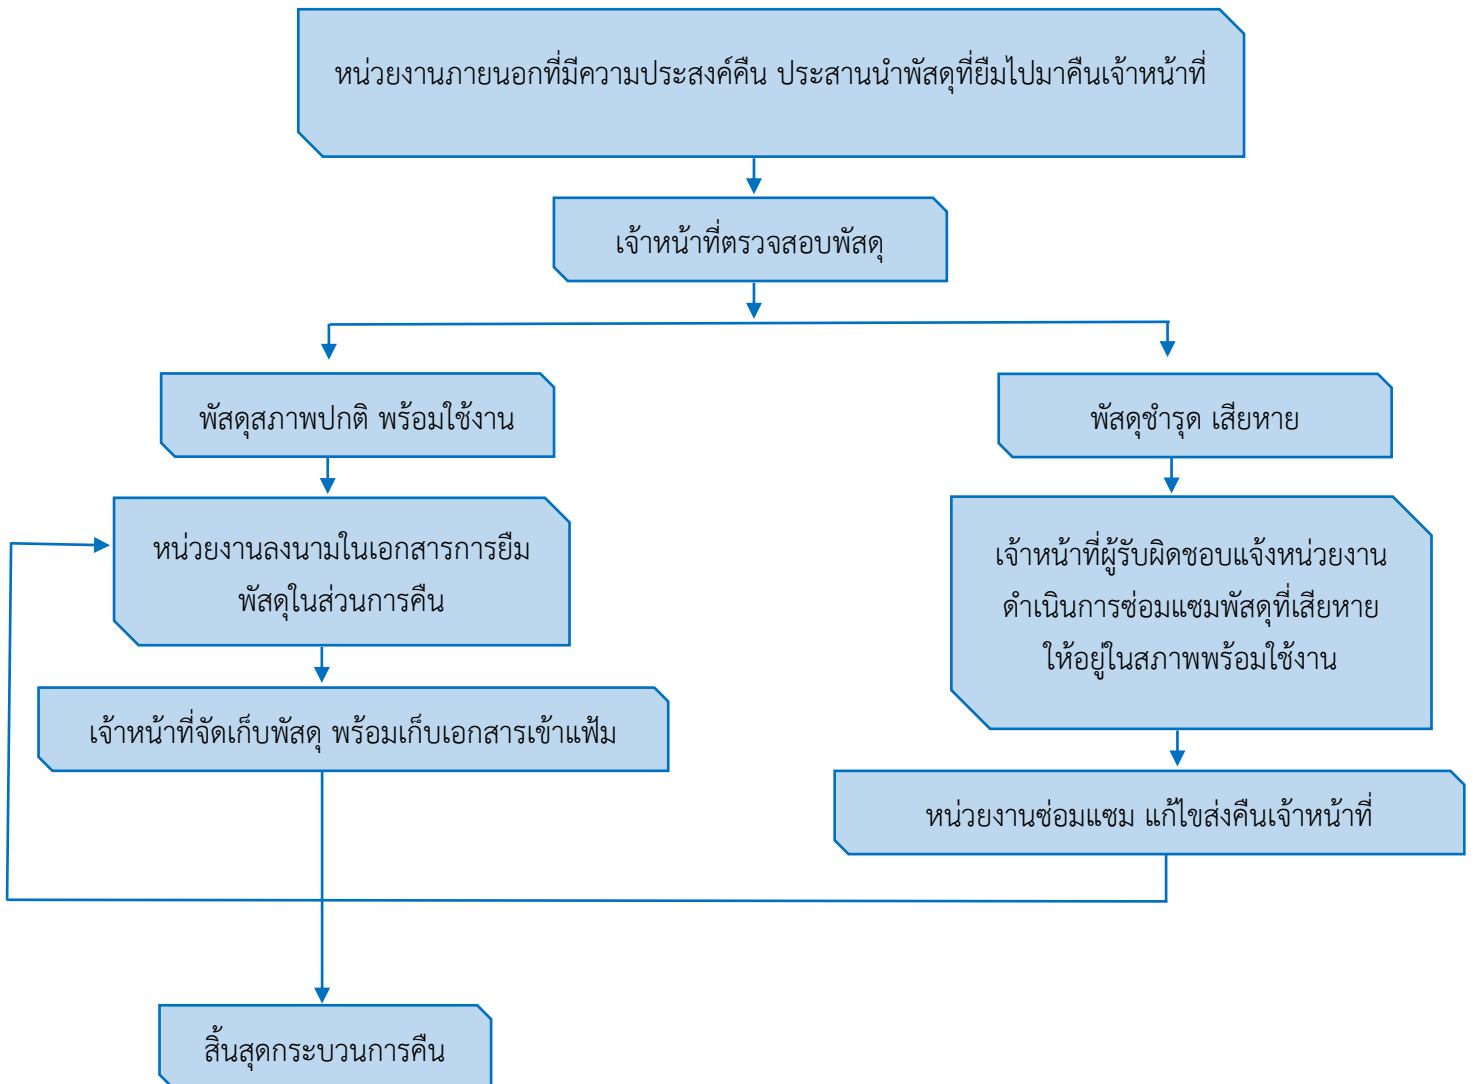 หน่วยงานภายนอกที่มีความประสงค์คืน ประสานนำพัสดุที่ยืมไปมาคืนเจ้าหน้าที่
เจ้าหน้าที่ตรวจสอบพัสดุ
พัสดุสภาพปกติ พร้อมใช้งาน
พัสดุชำรุด เสียหาย
หน่วยงานลงนามในเอกสารการยืม
พัสดุในส่วนการคืน
เจ้าหน้าที่ผู้รับผิดชอบแจ้งหน่วยงาน
ดำเนินการซ่อมแซมพัสดุที่เสียหาย
ให้อยู่ในสภาพพร้อมใช้งาน
เจ้าหน้าที่จัดเก็บพัสดุ พร้อมเก็บเอกสารเข้าแฟ้ม
หน่วยงานซ่อมแซม แก้ไขส่งคืนเจ้าหน้าที่
สิ้นสุดกระบวนการคืน